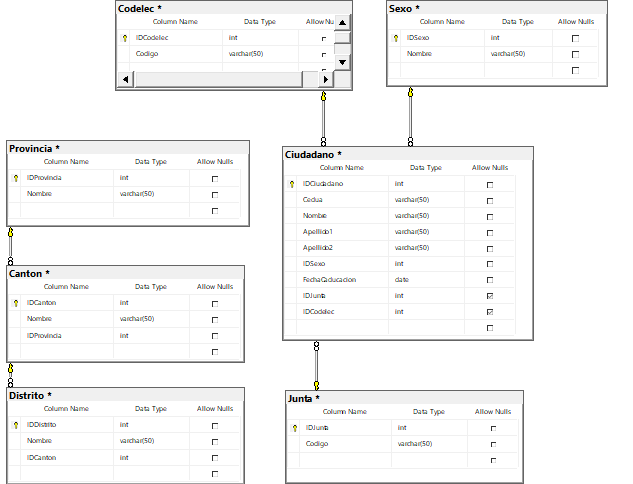 Codelec *
Column Name Data Type Allow Nu
IDCodelec int
Codigo varchar(50)
Sexo *
Column Name Data Type Allow Nulls
IDSexo int
Nombre varchar(50)
Provincia *
Column Name Data Type Allow Nulls
IDProvincia int
Nombre varchar(50)
Ciudadano *
Column Name Data Type Allow Nulls
IDCiudadano int
Cedua varchar(50)
Nombre varchar(50)
Apellido1 varchar(50)
Apellido2 varchar(50)
IDSexo int
FechaCaducacion date
IDJunta int
IDCodelec int
Canton *
Column Name Data Type Allow Nulls
IDCanton int
Nombre varchar(50)
IDProvincia int
Distrito *
Column Name Data Type Allow Nulls
IDDistrito int
Nombre varchar(50)
IDCanton int
Junta *
Column Name Data Type Allow Nulls
IDJunta int
Codigo varchar(50)